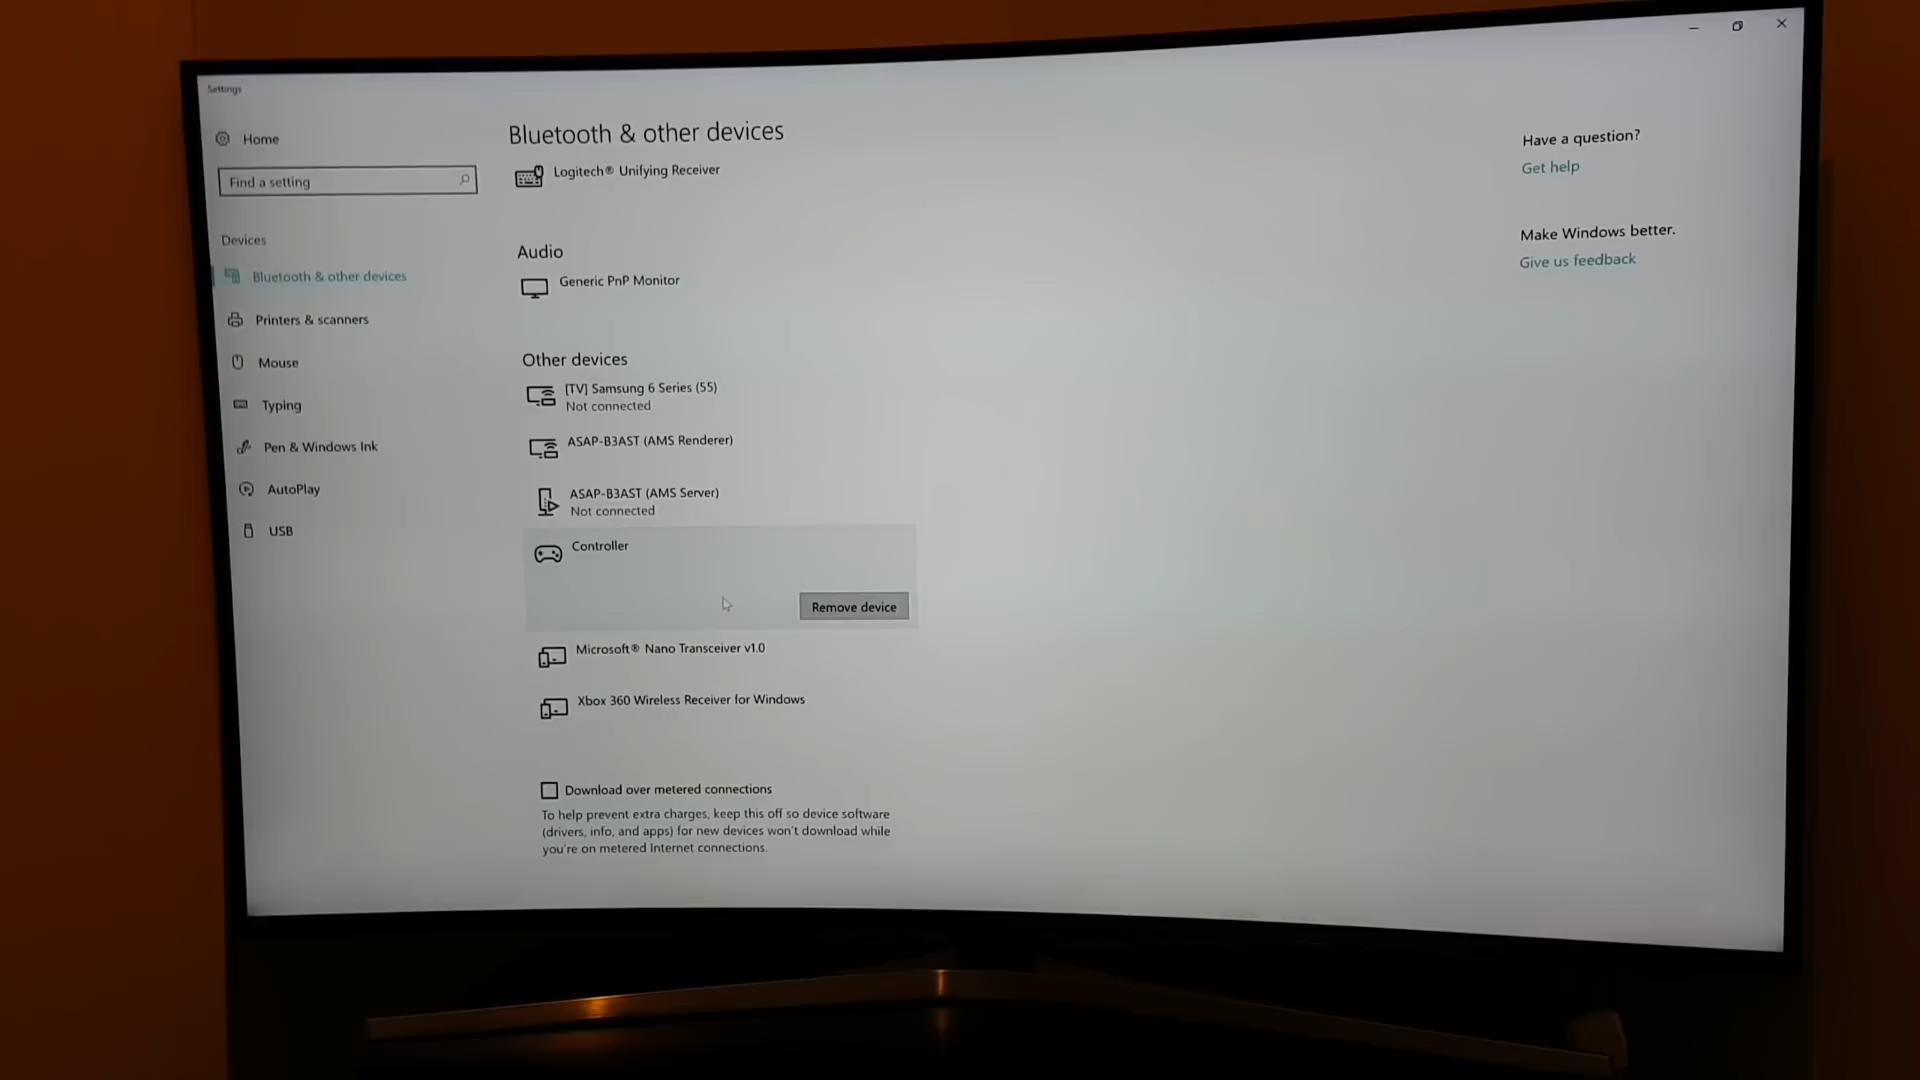 Settings
Home
Find a setting
Devices
Bluetooth & other devices
Printers & scanners
Mouse
Typing
Pen & Windows Ink
AutoPlay
USB
Bluetooth & other devices
Logitech® Unifying Receiver
Audio
Generic PnP Monitor
Other devices
[TV] Samsung 6 Series (55)
Not connected
ASAP-B3AST (AMS Renderer)
ASAP-B3AST (AMS Server)
Not connected
Controller
Remove device
Microsoft® Nano Transceiver v1.0
Xbox 360 Wireless Receiver for Windows
Download over metered connections
To help prevent extra charges, keep this off so device software
(drivers, info, and apps) for new devices won't download while
you're on metered Internet connections.
Have a question?
Get help
Make Windows better.
Give us feedback